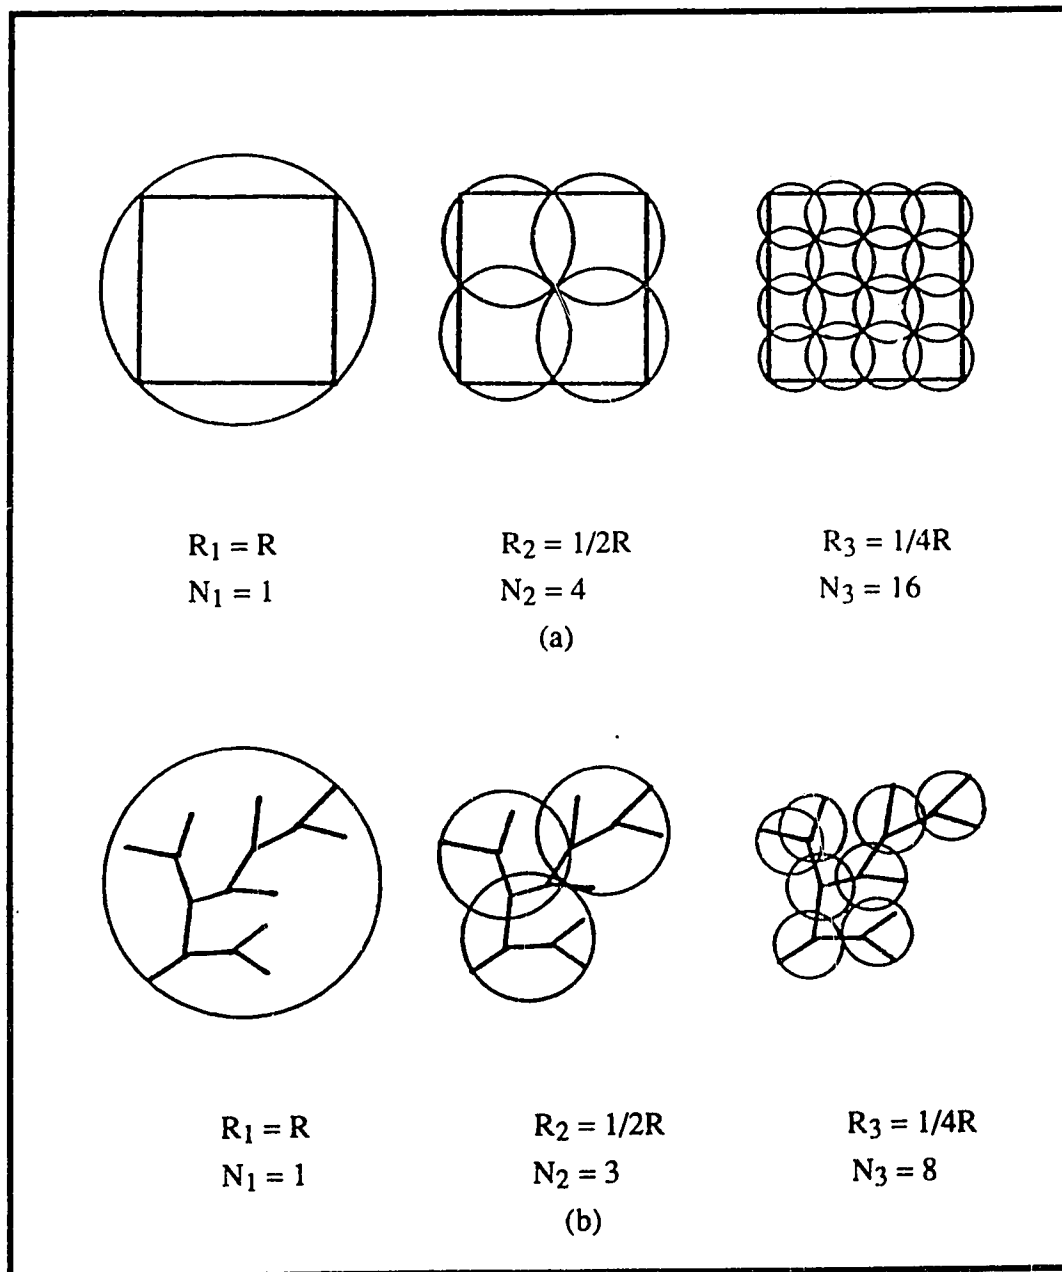 R₁ = R R₂ = 1/2R R₃ = 1/4R
N₁ = 1 N₂ = 4 N₃ = 16
(a)
R₁ = R R₂ = 1/2R R₃ = 1/4R
N₁ = 1 N₂ = 3 N₃ = 8
(b)